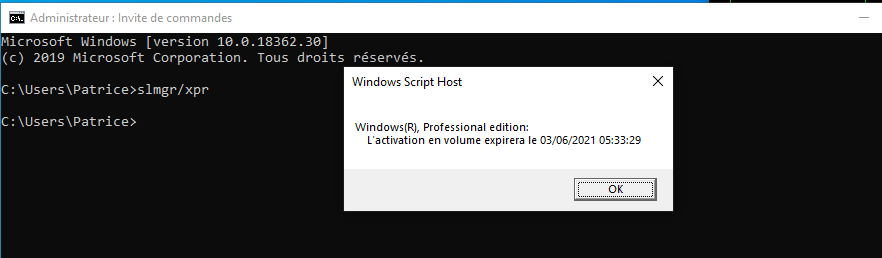 Administrateur : Invite de commandes
Microsoft Windows [version 10.0.18362.30]
(c) 2019 Microsoft Corporation. Tous droits réservés.
C:\Users\Patrice>slmgr/xpr
C:\Users\Patrice>
Windows Script Host
Windows(R), Professional edition:
L'activation en volume expirera le 03/06/2021 05:33:29
OK